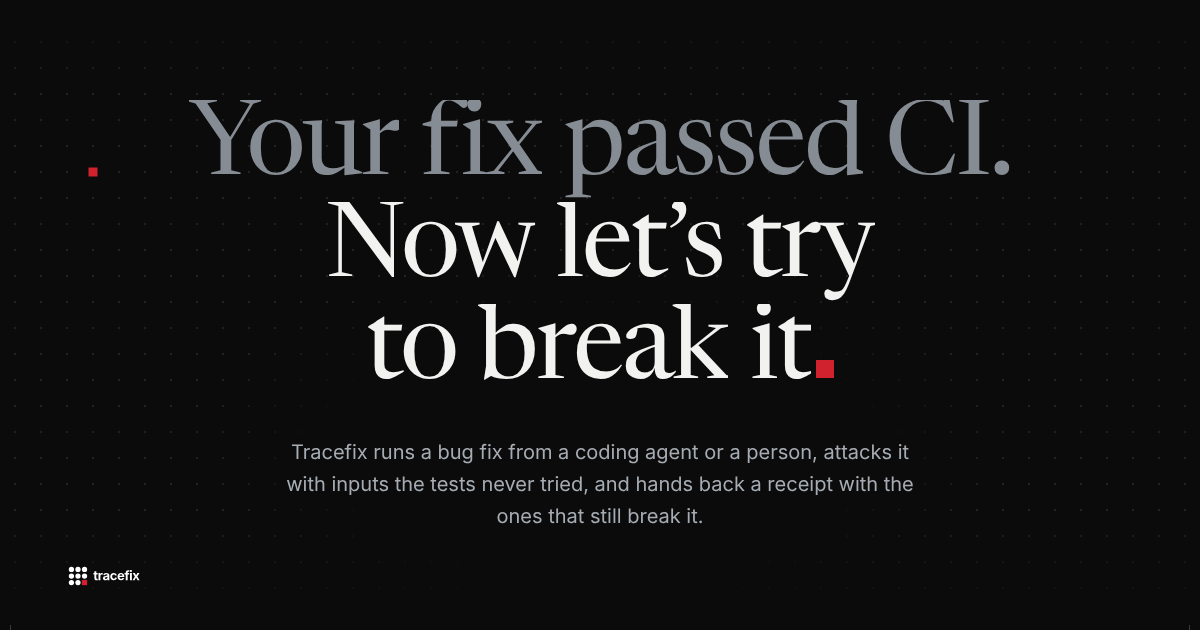 Your fix passed CI.
Now let’s try
to break it.
Tracefix runs a bug fix from a coding agent or a person, attacks it
with inputs the tests never tried, and hands back a receipt with the
ones that still break it.
tracefix